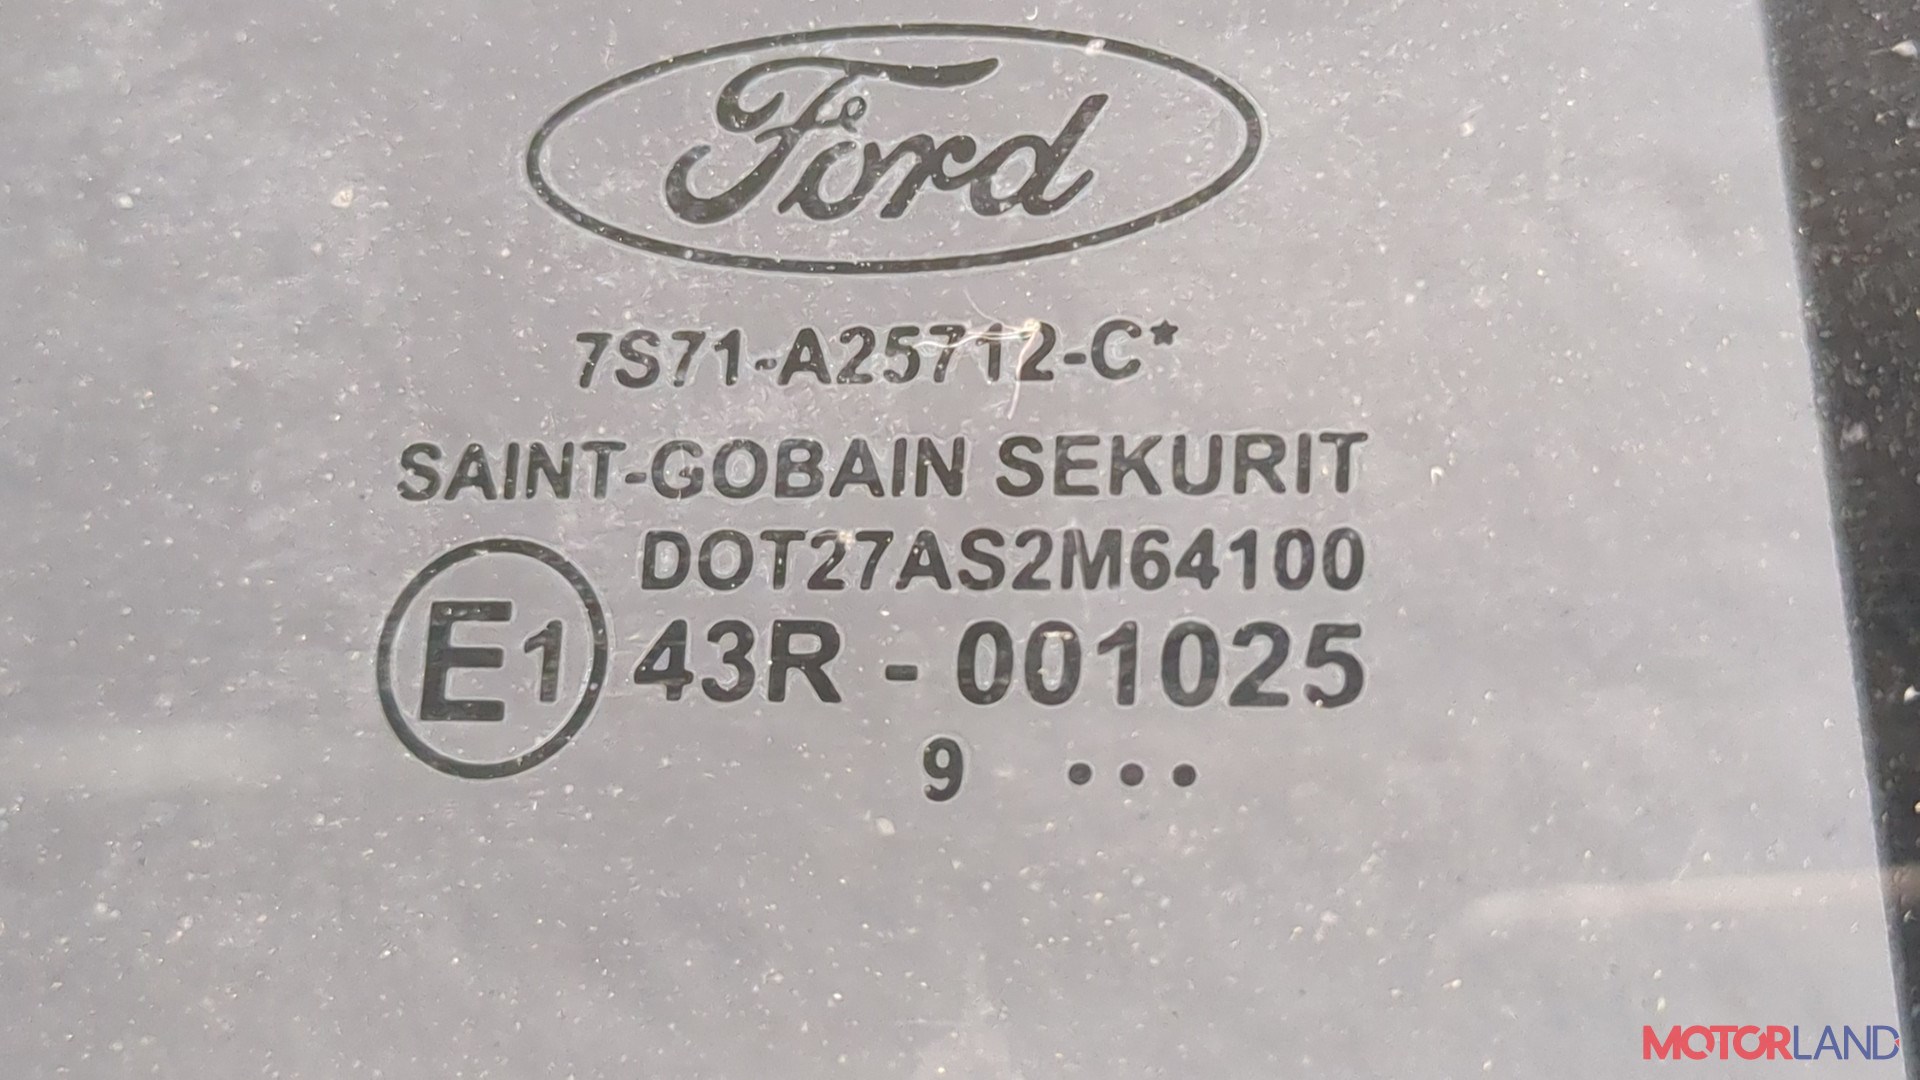 Ford
7S71-A25712-C*
SAINT-GOBAIN SEKURIT
DOT27AS2M64100
E1 43R - 001025
9 •••
MOTORLAND